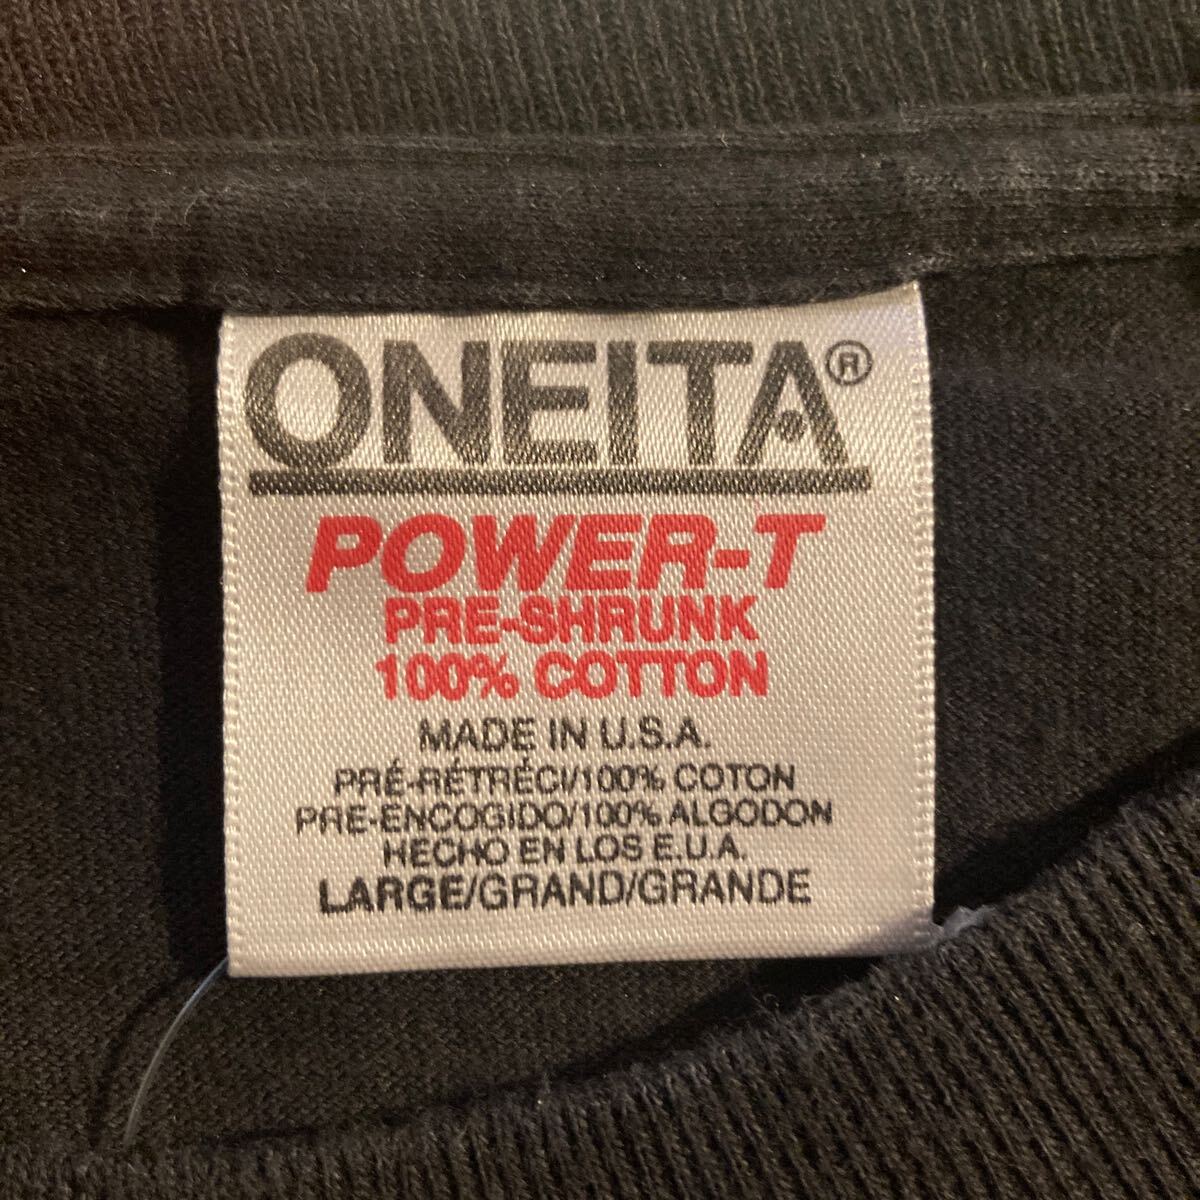 ONEITA®
POWER-T
PRE-SHRUNK
100% COTTON
MADE IN U.S.A.
PRÉ-RÉTRÉCI/100% COTON
PRE-ENCOGIDO/100% ALGODON
HECHO EN LOS E.U.A.
LARGE/GRAND/GRANDE